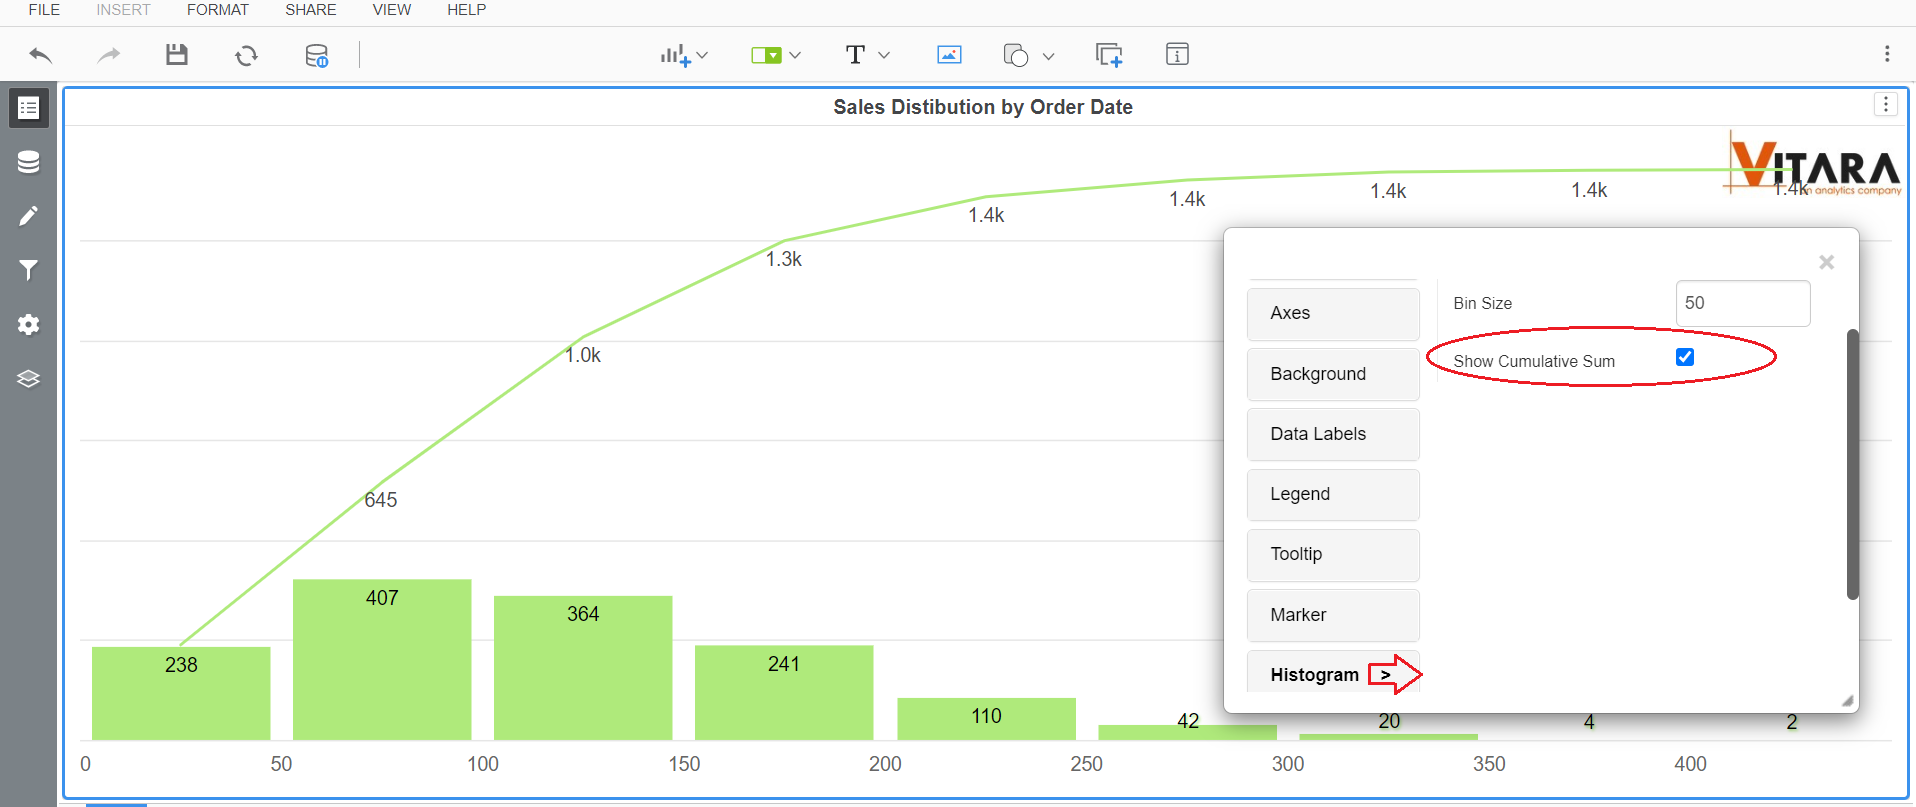 FILE INSERT FORMAT SHARE VIEW HELP
T
Sales Distibution by Order Date
VITARA
an analytics company
1.4k
1.4k
1.4k
1.4k
1.4k
1.3k
1.0k
645
238
407
364
241
110
42
20
4
2
0 50 100 150 200 250 300 350 400
×
Axes
Background
Data Labels
Legend
Tooltip
Marker
Histogram >
Bin Size 50
Show Cumulative Sum